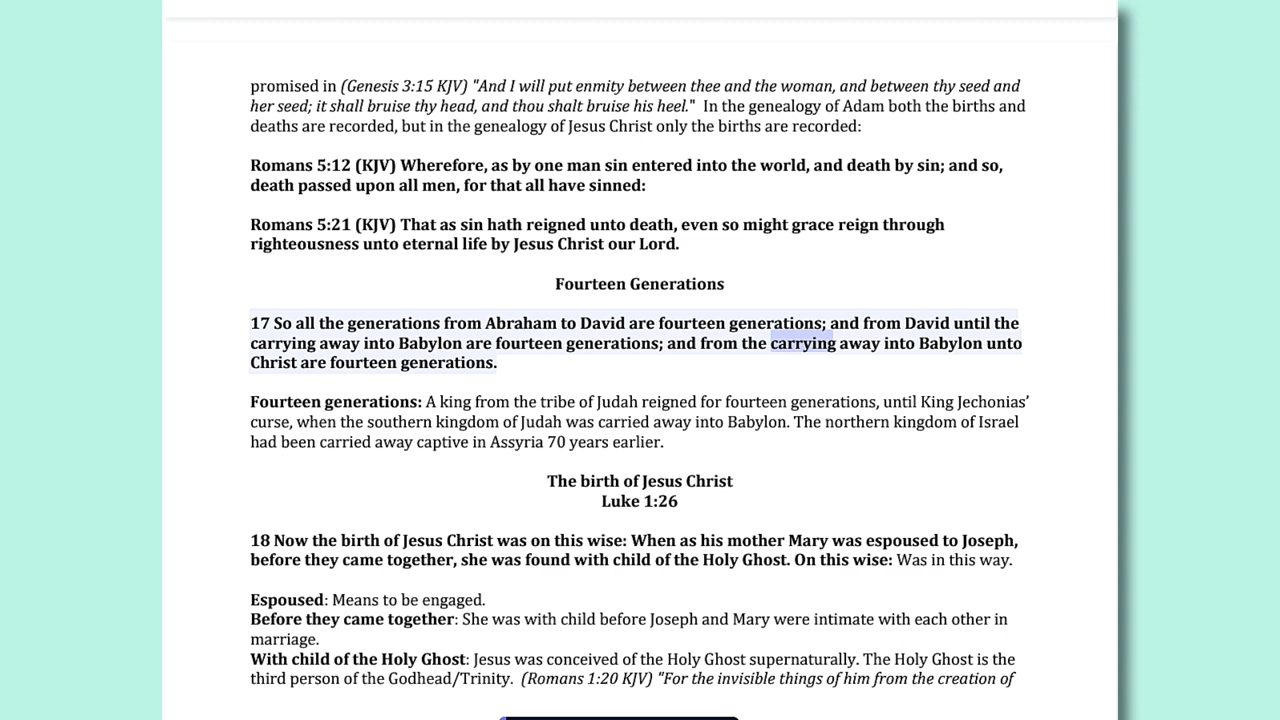 promised in (Genesis 3:15 KJV) "And I will put enmity between thee and the woman, and between thy seed and
her seed; it shall bruise thy head, and thou shalt bruise his heel."  In the genealogy of Adam both the births and
deaths are recorded, but in the genealogy of Jesus Christ only the births are recorded:
Romans 5:12 (KJV) Wherefore, as by one man sin entered into the world, and death by sin; and so,
death passed upon all men, for that all have sinned:
Romans 5:21 (KJV) That as sin hath reigned unto death, even so might grace reign through
righteousness unto eternal life by Jesus Christ our Lord.
Fourteen Generations
17 So all the generations from Abraham to David are fourteen generations; and from David until the
carrying away into Babylon are fourteen generations; and from the carrying away into Babylon unto
Christ are fourteen generations.
Fourteen generations: A king from the tribe of Judah reigned for fourteen generations, until King Jechonias’
curse, when the southern kingdom of Judah was carried away into Babylon. The northern kingdom of Israel
had been carried away captive in Assyria 70 years earlier.
The birth of Jesus Christ
Luke 1:26
18 Now the birth of Jesus Christ was on this wise: When as his mother Mary was espoused to Joseph,
before they came together, she was found with child of the Holy Ghost. On this wise: Was in this way.
Espoused: Means to be engaged.
Before they came together: She was with child before Joseph and Mary were intimate with each other in
marriage.
With child of the Holy Ghost: Jesus was conceived of the Holy Ghost supernaturally. The Holy Ghost is the
third person of the Godhead/Trinity.  (Romans 1:20 KJV) "For the invisible things of him from the creation of